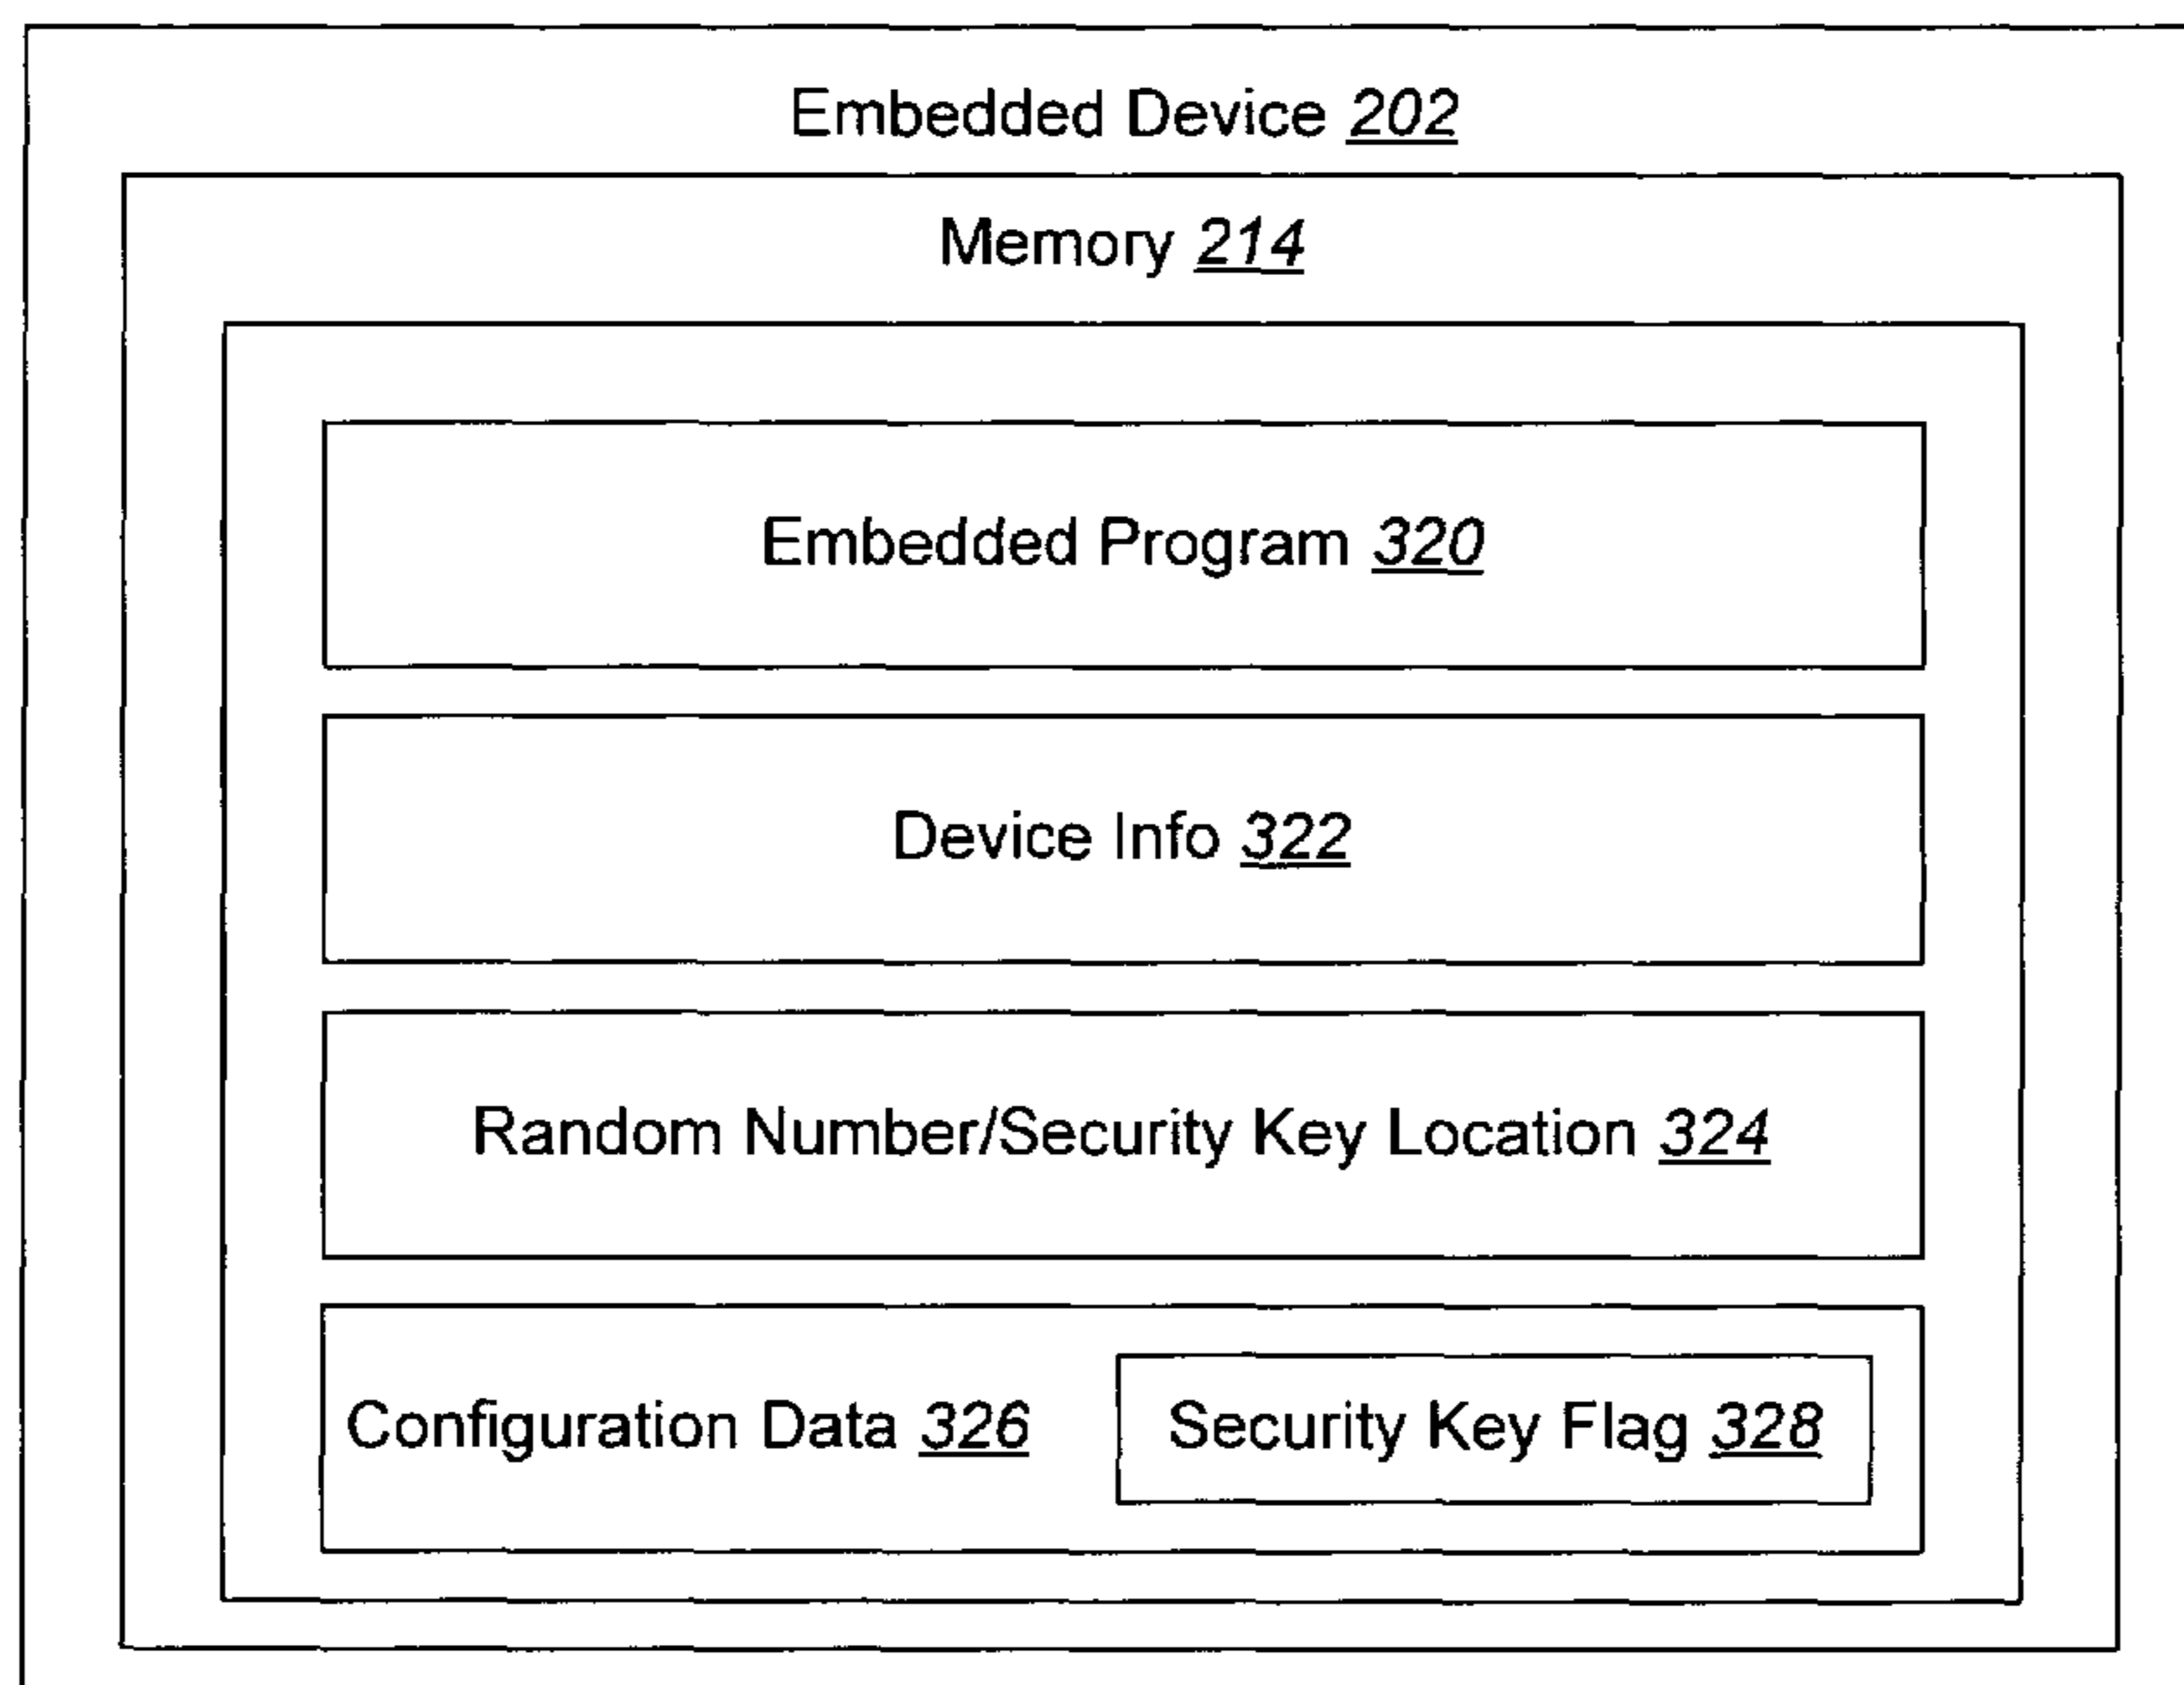 Embedded Device 202
Memory 214
Embedded Program 320
Device Info 322
Random Number/Security Key Location 324
Configuration Data 326
Security Key Flag 328